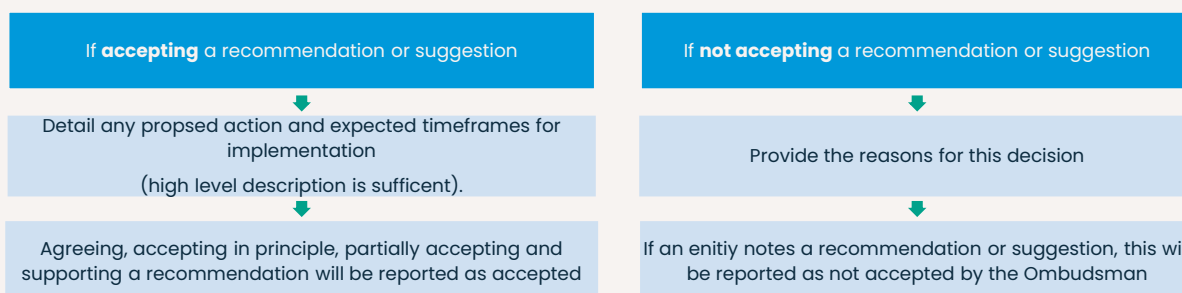 If accepting a recommendation or suggestion
Detail any propsed action and expected timeframes for
implementation
(high level description is sufficent).
Agreeing, accepting in principle, partially accepting and
supporting a recommendation will be reported as accepted
If not accepting a recommendation or suggestion
Provide the reasons for this decision
If an enitiy notes a recommendation or suggestion, this wi
be reported as not accepted by the Ombudsman